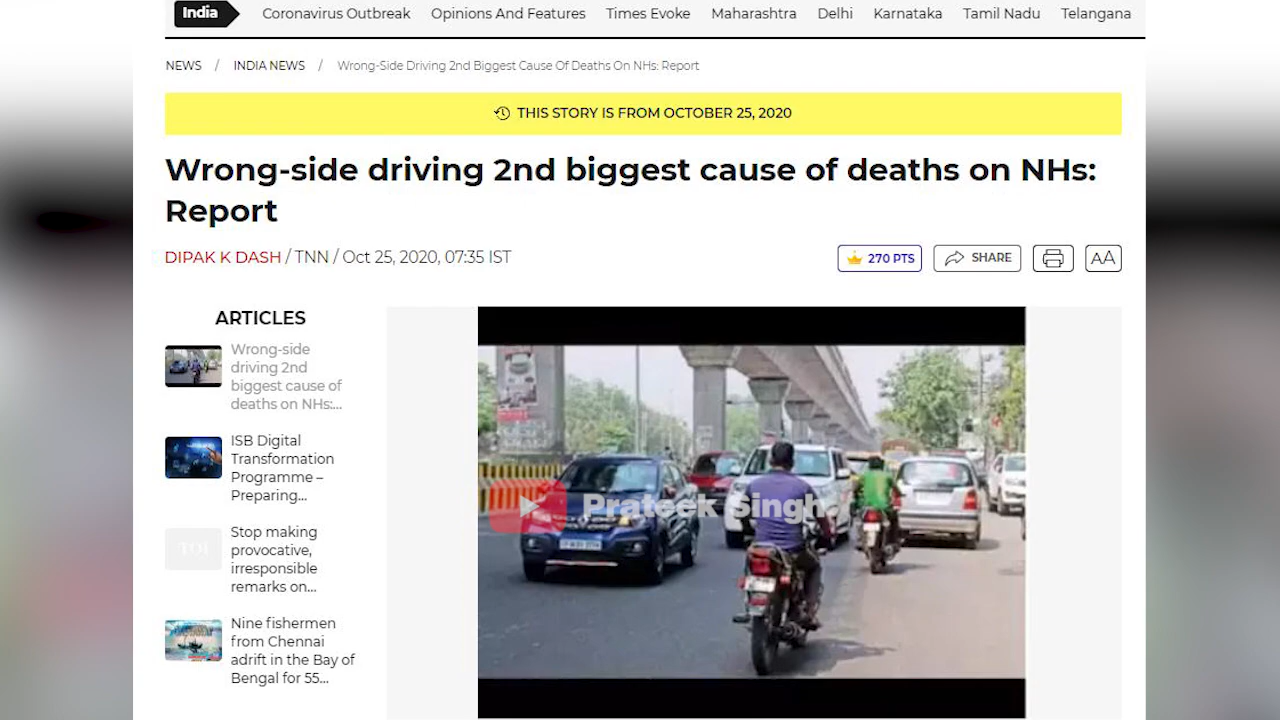 India
Coronavirus Outbreak Opinions And Features Times Evoke Maharashtra Delhi Karnataka Tamil Nadu Telangana
NEWS / INDIA NEWS / Wrong-Side Driving 2nd Biggest Cause Of Deaths On NHs: Report
THIS STORY IS FROM OCTOBER 25, 2020
Wrong-side driving 2nd biggest cause of deaths on NHs:
Report
DIPAK K DASH / TNN / Oct 25, 2020, 07:35 IST
270 PTS
SHARE
AA
ARTICLES
Wrong-side
driving 2nd
biggest cause of
deaths on NHs:...
ISB Digital
Transformation
Programme –
Preparing...
TOI
Stop making
provocative,
irresponsible
remarks on...
Nine fishermen
from Chennai
adrift in the Bay of
Bengal for 55...
Prateek Singh